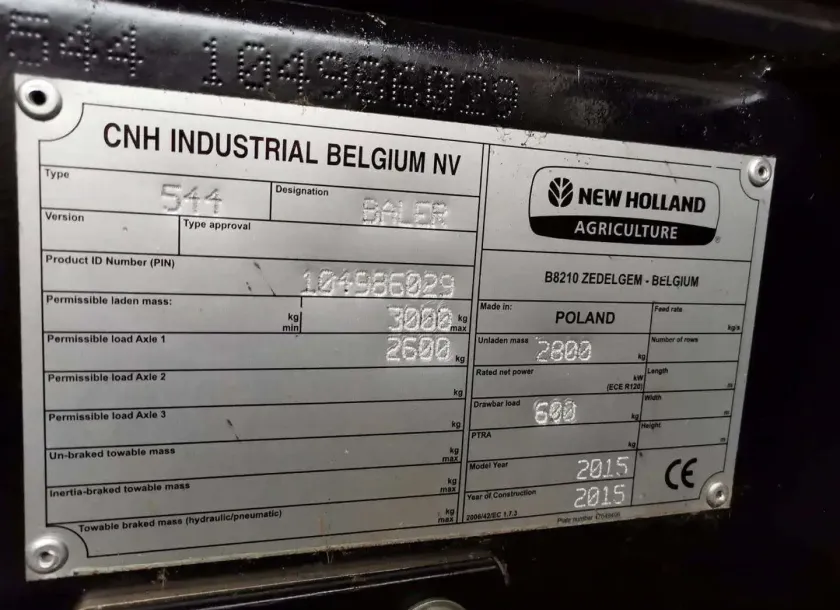 544 104986029
CNH INDUSTRIAL BELGIUM NV
Type 544
Designation BALER
Version
Type approval
Product ID Number (PIN) 104986029
Permissible laden mass: kg min 3000 kg max
Permissible load Axle 1 2600 kg
Permissible load Axle 2 kg
Permissible load Axle 3 kg
Un-braked towable mass kg max
Inertia-braked towable mass kg max
Towable braked mass (hydraulic/pneumatic) kg max
NEW HOLLAND
AGRICULTURE
B8210 ZEDELGEM - BELGIUM
Made in: POLAND
Feed rate kg/s
Unladen mass 2800 kg
Number of rows
Rated net power kW (ECE R120)
Length m
Drawbar load 600 kg
Width m
PTRA kg
Height m
Model Year 2015
Year of Construction 2015
CE
2006/42/EC 1.7.3
Plate number